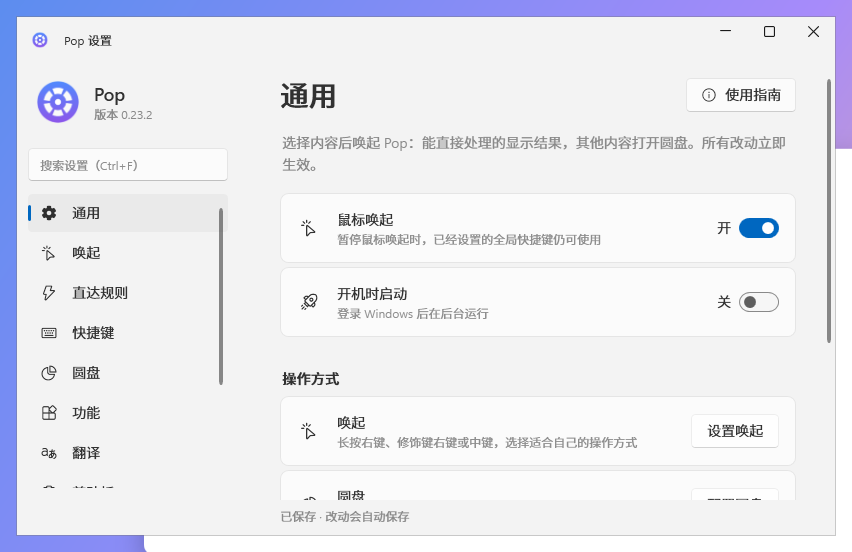 Pop 设置
Pop
版本 0.23.2
搜索设置（Ctrl+F）
通用
唤起
直达规则
快捷键
圆盘
功能
翻译
通用
使用指南
选择内容后唤起 Pop：能直接处理的显示结果，其他内容打开圆盘。所有改动立即
生效。
鼠标唤起
暂停鼠标唤起时，已经设置的全局快捷键仍可使用
开
开机时启动
登录 Windows 后在后台运行
关
操作方式
唤起
长按右键、修饰键右键或中键，选择适合自己的操作方式
设置唤起
圆盘
已保存 · 改动会自动保存